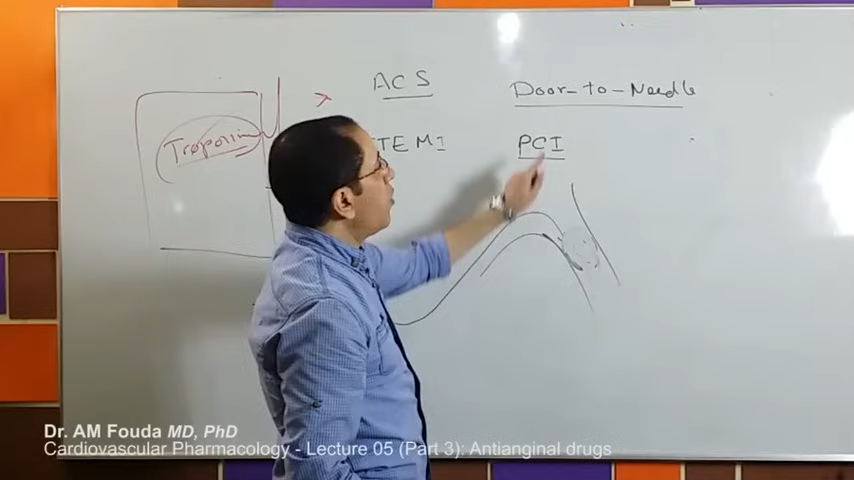 ACS
Door-to-Needle
Troponin
TEMI
PCI
Dr. AM Fouda MD, PhD
Cardiovascular Pharmacology - Lecture 05 (Part 3): Antianginal drugs